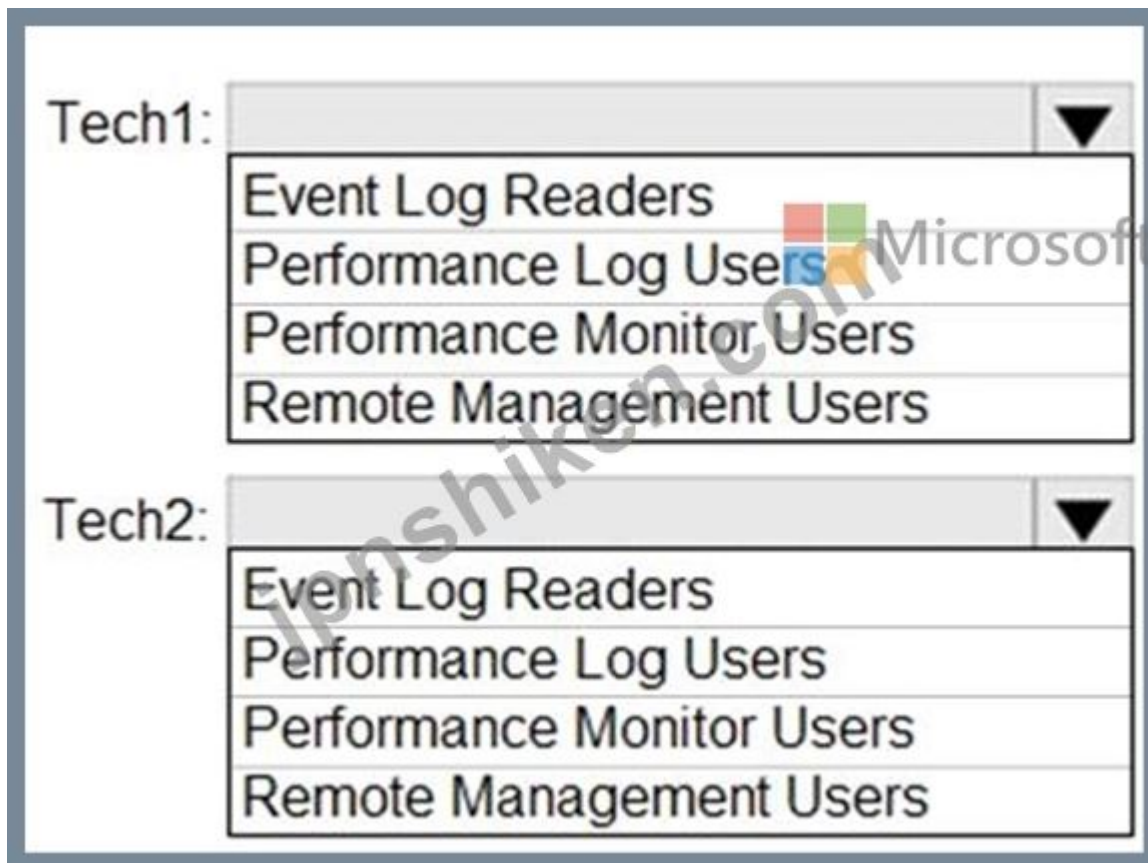 Tech1:
Event Log Readers
Performance Log Users
Performance Monitor Users
Remote Management Users
Microsoft
jpnshiken.com
Tech2:
Event Log Readers
Performance Log Users
Performance Monitor Users
Remote Management Users